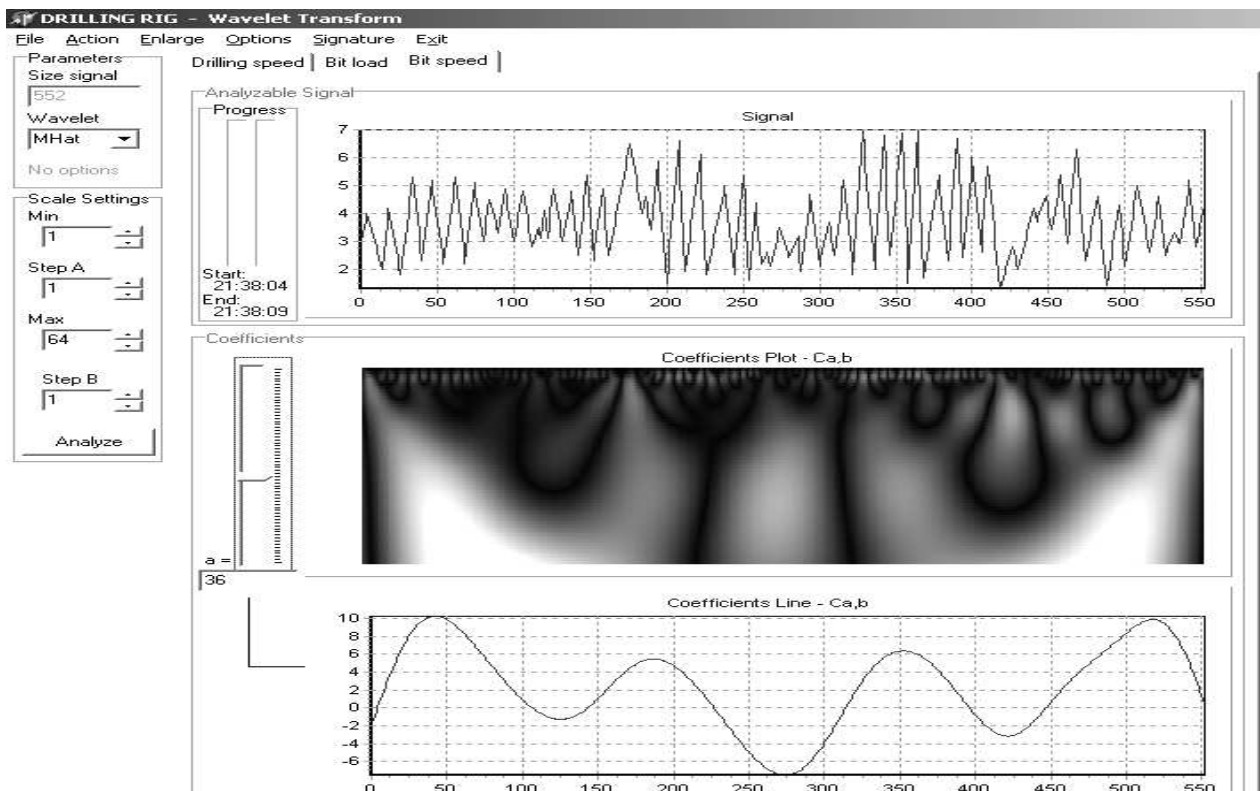 DRILLING RIG - Wavelet Transform
File Action Enlarge Options Signature Exit
Parameters
Size signal
552
Wavelet
MHat
No options
Scale Settings
Min
1
Step A
1
Max
64
Step B
1
Analyze
Drilling speed Bit load Bit speed
Analyzable Signal
Progress
Start:
21:38:04
End:
21:38:09
Signal
7
6
5
4
3
2
0 50 100 150 200 250 300 350 400 450 500 550
Coefficients
a =
36
Coefficients Plot - Ca,b
Coefficients Line - Ca,b
10
8
6
4
2
0
-2
-4
-6
0 50 100 150 200 250 300 350 400 450 500 550